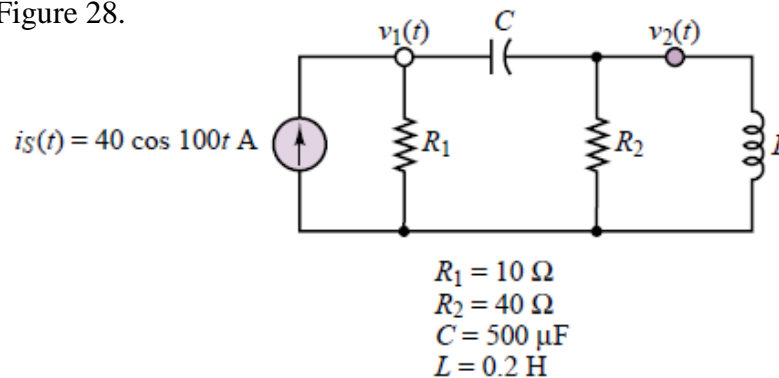 Figure 28.
v₁(t)
C
v₂(t)
iS(t) = 40 cos 100t A
R₁
R₂
R₁ = 10 Ω
R₂ = 40 Ω
C = 500 μF
L = 0.2 H